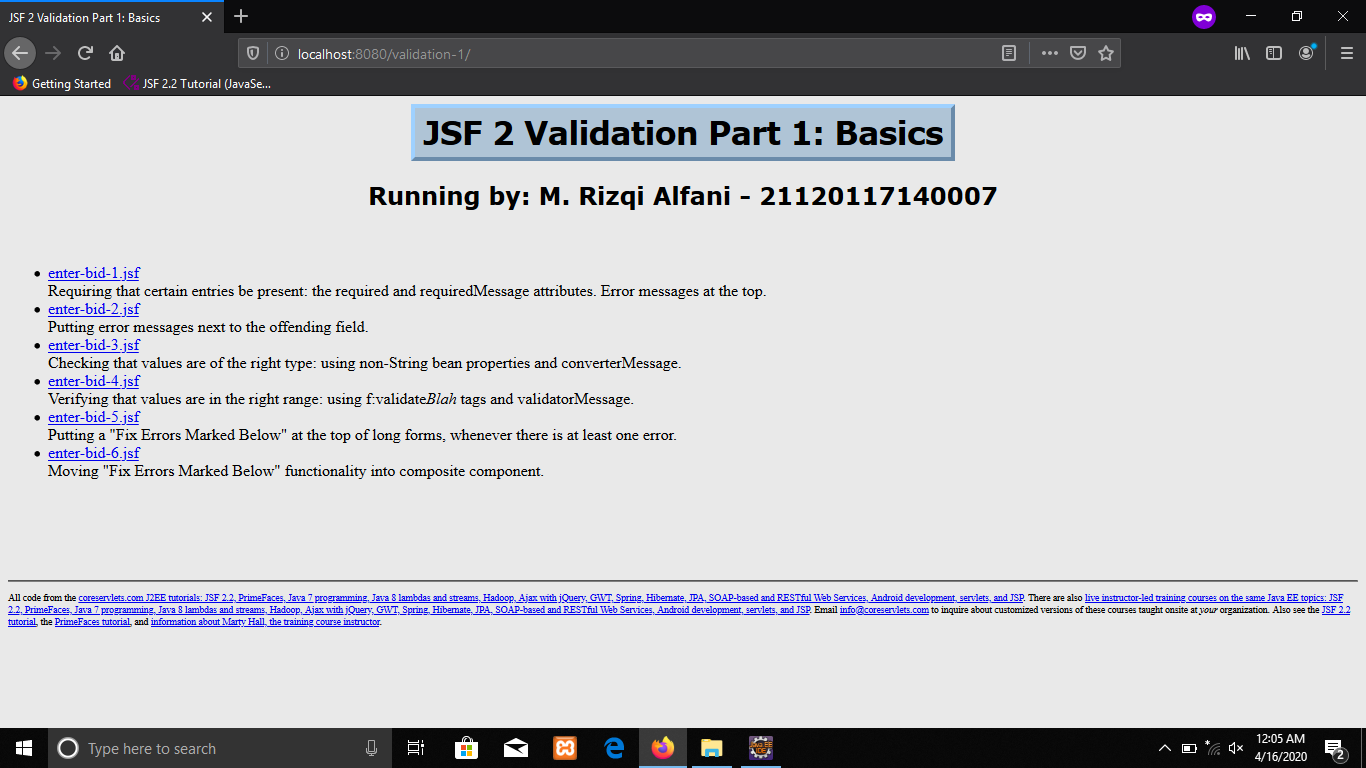 JSF 2 Validation Part 1: Basics
localhost:8080/validation-1/
Getting Started
JSF 2.2 Tutorial (JavaSe...
JSF 2 Validation Part 1: Basics
Running by: M. Rizqi Alfani - 21120117140007
enter-bid-1.jsf
Requiring that certain entries be present: the required and requiredMessage attributes. Error messages at the top.
enter-bid-2.jsf
Putting error messages next to the offending field.
enter-bid-3.jsf
Checking that values are of the right type: using non-String bean properties and converterMessage.
enter-bid-4.jsf
Verifying that values are in the right range: using f:validateBlah tags and validatorMessage.
enter-bid-5.jsf
Putting a "Fix Errors Marked Below" at the top of long forms, whenever there is at least one error.
enter-bid-6.jsf
Moving "Fix Errors Marked Below" functionality into composite component.
All code from the coreservlets.com J2EE tutorials: JSF 2.2, PrimeFaces, Java 7 programming, Java 8 lambdas and streams, Hadoop, Ajax with jQuery, GWT, Spring, Hibernate, JPA, SOAP-based and RESTful Web Services, Android development, servlets, and JSP. There are also live instructor-led training courses on the same Java EE topics: JSF
2.2, PrimeFaces, Java 7 programming, Java 8 lambdas and streams, Hadoop, Ajax with jQuery, GWT, Spring, Hibernate, JPA, SOAP-based and RESTful Web Services, Android development, servlets, and JSP. Email info@coreservlets.com to inquire about customized versions of these courses taught onsite at your organization. Also see the JSF 2.2
tutorial, the PrimeFaces tutorial, and information about Marty Hall, the training course instructor.
Type here to search
12:05 AM
4/16/2020
2